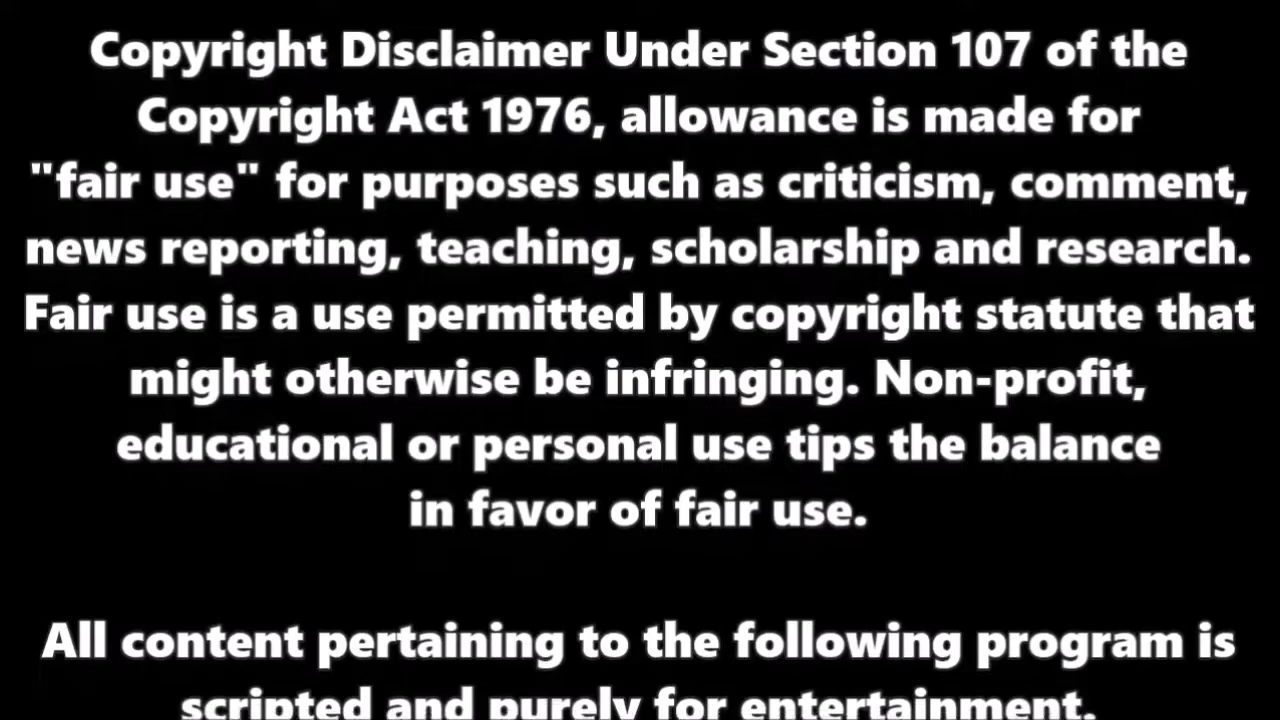 Copyright Disclaimer Under Section 107 of the
Copyright Act 1976, allowance is made for
"fair use" for purposes such as criticism, comment,
news reporting, teaching, scholarship and research.
Fair use is a use permitted by copyright statute that
might otherwise be infringing. Non-profit,
educational or personal use tips the balance
in favor of fair use.
All content pertaining to the following program is
scripted and purely for entertainment.